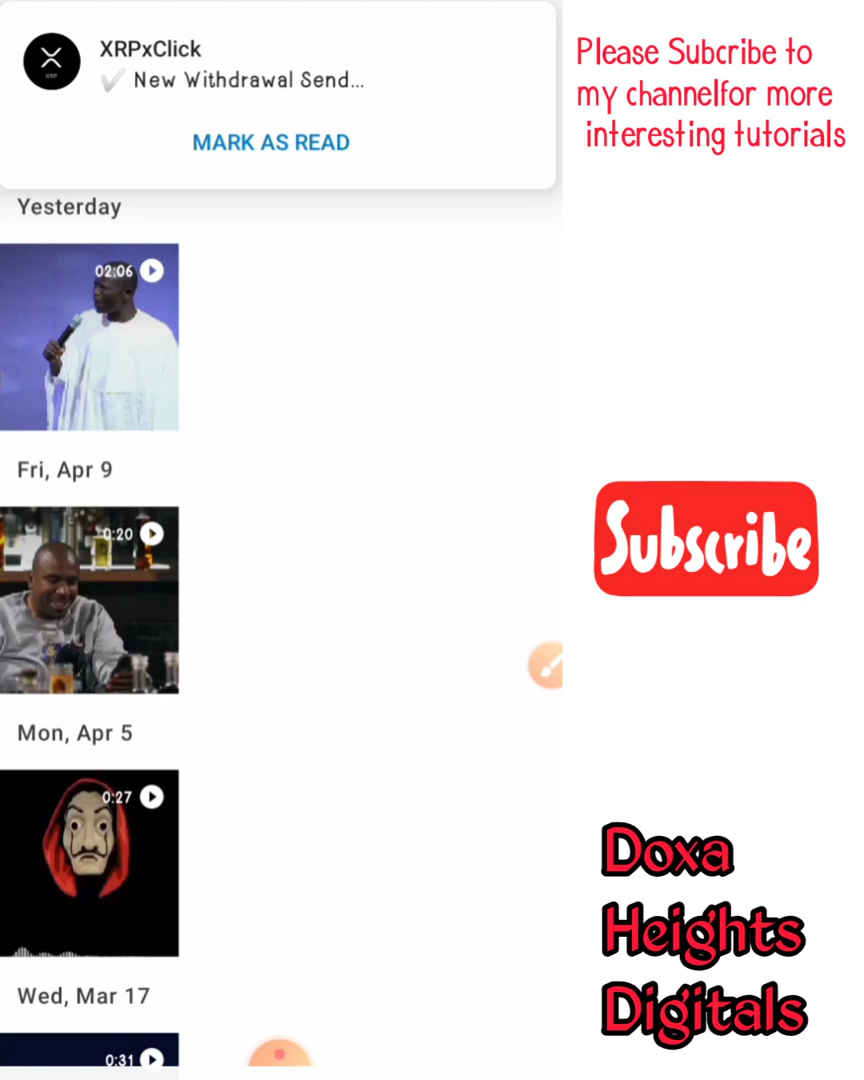 XRPxClick
✔️ New Withdrawal Send...
XRP
MARK AS READ
Please Subcribe to
my channelfor more
interesting tutorials
Yesterday
02:06
Fri, Apr 9
0:20
Subscribe
Mon, Apr 5
0:27
Doxa
Heights
Digitals
Wed, Mar 17
0:31